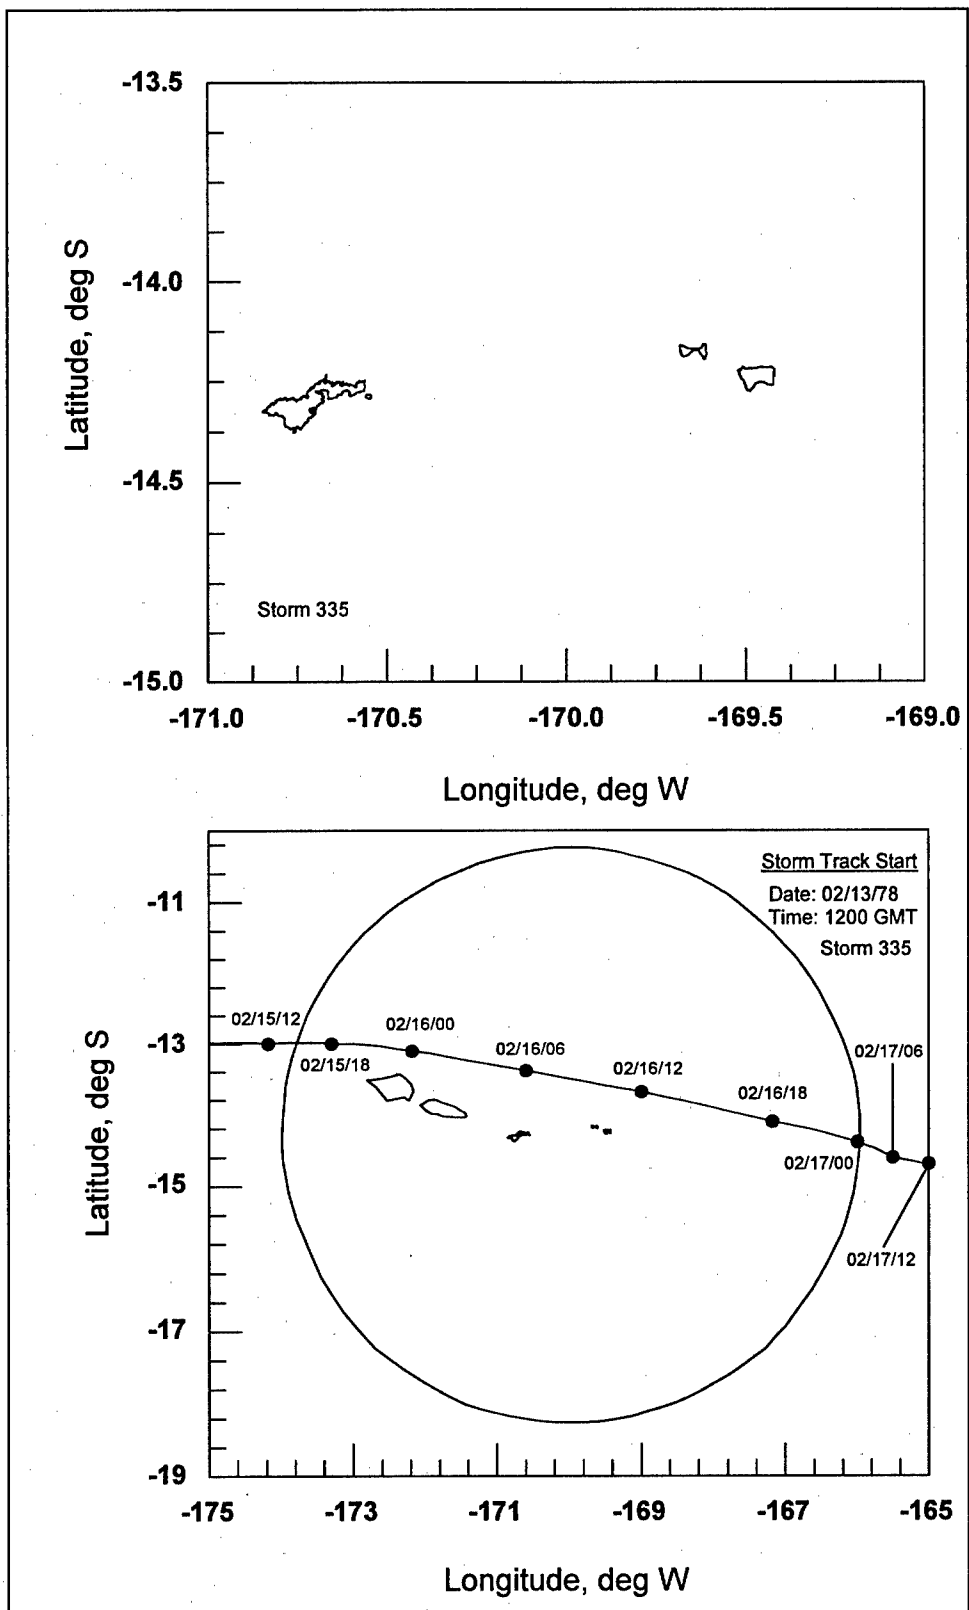 -13.5
-14.0
-14.5
-15.0
Latitude, deg S
Storm 335
-171.0 -170.5 -170.0 -169.5 -169.0
Longitude, deg W
Storm Track Start
Date: 02/13/78
Time: 1200 GMT
Storm 335
-11
-13
-15
-17
-19
Latitude, deg S
02/15/12
02/15/18
02/16/00
02/16/06
02/16/12
02/16/18
02/17/00
02/17/06
02/17/12
-175 -173 -171 -169 -167 -165
Longitude, deg W